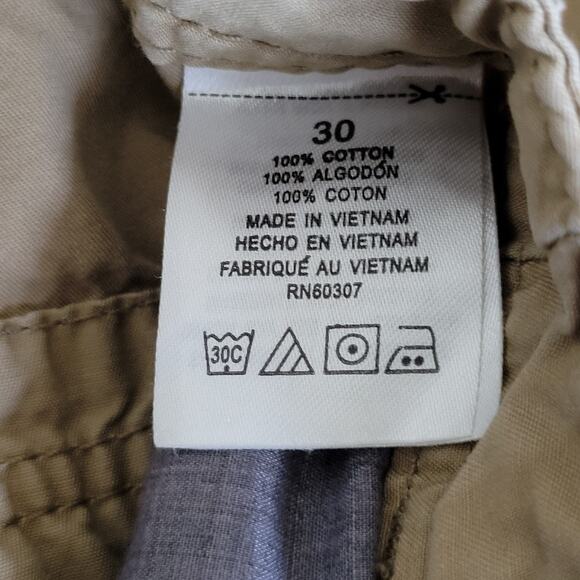 30
100% COTTON
100% ALGODÓN
100% COTON
MADE IN VIETNAM
HECHO EN VIETNAM
FABRIQUÉ AU VIETNAM
RN60307
30C